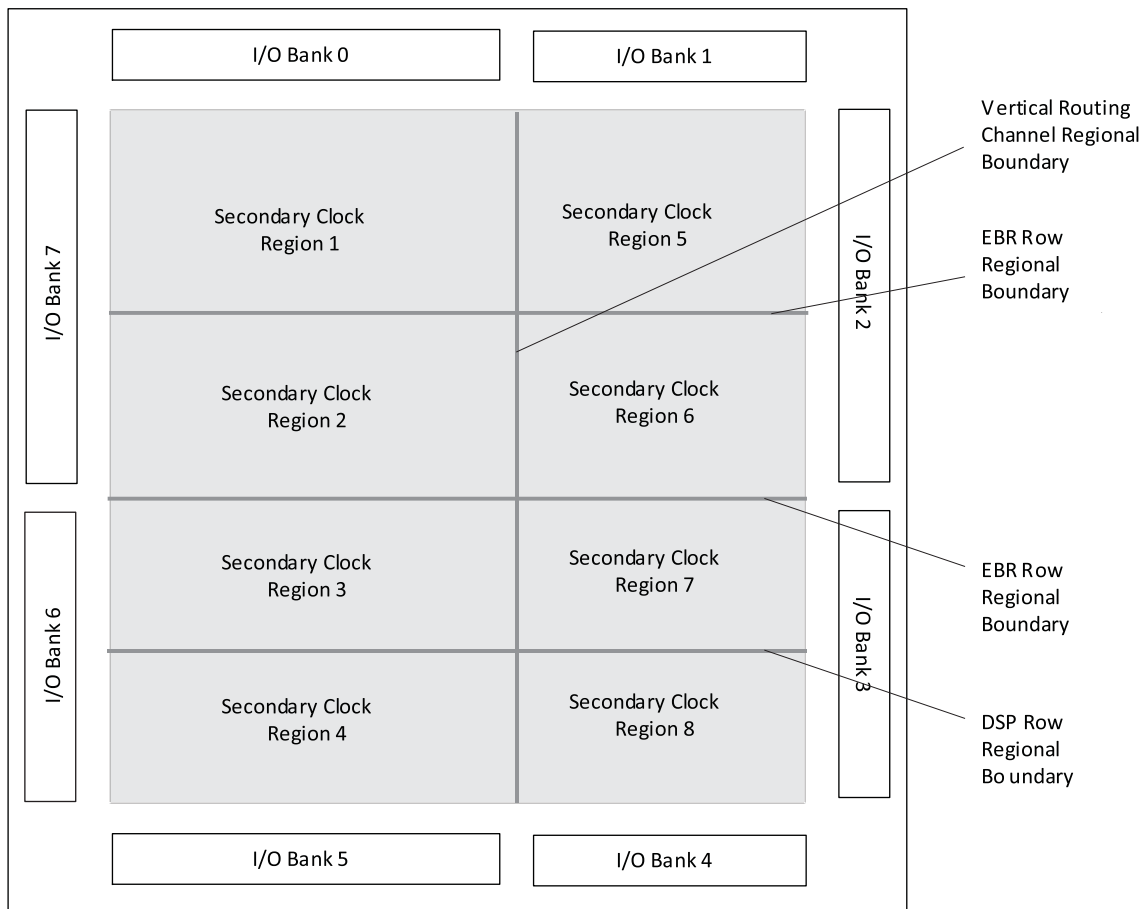 I/O Bank 0
I/O Bank 1
Vertical Routing
Channel Regional
Boundary
Secondary Clock
Region 1
Secondary Clock
Region 5
EBR Row
Regional
Boundary
I/O Bank 7
I/O Bank 2
Secondary Clock
Region 2
Secondary Clock
Region 6
Secondary Clock
Region 3
Secondary Clock
Region 7
EBR Row
Regional
Boundary
I/O Bank 6
I/O Bank 3
Secondary Clock
Region 4
Secondary Clock
Region 8
DSP Row
Regional
Bo undary
I/O Bank 5
I/O Bank 4